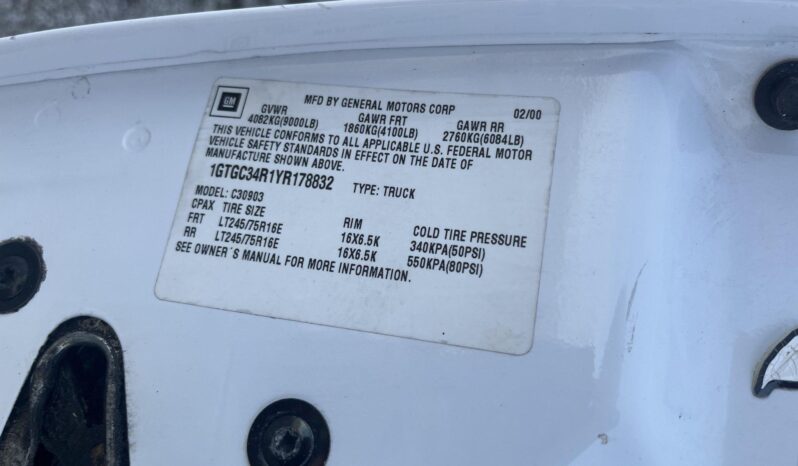 GM
MFD BY GENERAL MOTORS CORP 02/00
GVWR GAWR FRT GAWR RR
4082KG(9000LB) 1860KG(4100LB) 2760KG(6084LB)
THIS VEHICLE CONFORMS TO ALL APPLICABLE U.S. FEDERAL MOTOR
VEHICLE SAFETY STANDARDS IN EFFECT ON THE DATE OF
MANUFACTURE SHOWN ABOVE.
1GTGC34R1YR178832 TYPE: TRUCK
MODEL: C30903
CPAX TIRE SIZE RIM COLD TIRE PRESSURE
FRT LT245/75R16E 16X6.5K 340KPA(50PSI)
RR LT245/75R16E 16X6.5K 550KPA(80PSI)
SEE OWNER'S MANUAL FOR MORE INFORMATION.